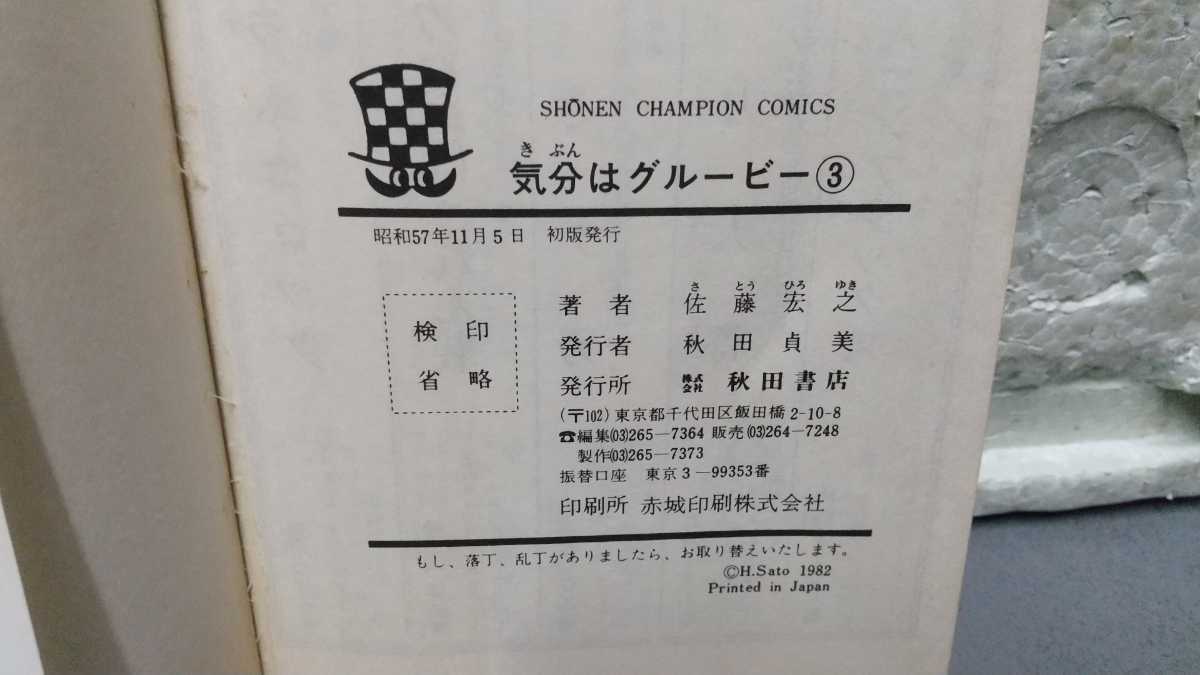 SHŌNEN CHAMPION COMICS
き ぶん
気分はグルービー③
昭和57年11月5日 初版発行
検印
省略
さ とう ひろ ゆき
著者 佐藤宏之
発行者 秋田貞美
発行所 株式会社 秋田書店
(〒102)東京都千代田区飯田橋2-10-8
☎編集(03)265―7364 販売(03)264―7248
製作(03)265―7373
振替口座 東京3―99353番
印刷所 赤城印刷株式会社
もし、落丁、乱丁がありましたら、お取り替えいたします。
©H.Sato 1982
Printed in Japan